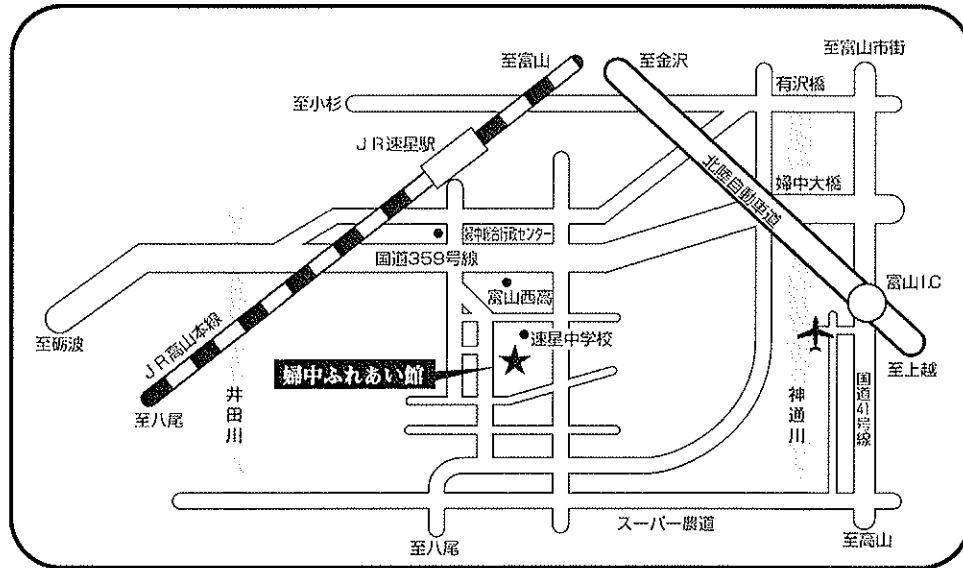 至富山
至金沢
至富山市街
有沢橋
至小杉
JR速星駅
北陸自動車道
婦中大橋
婦中総合行政センター
国道359号線
富山西高
富山I.C
至砺波
JR高山本線
速星中学校
婦中ふれあい館
至上越
至八尾
井田川
神通川
国道41号線
スーパー農道
至八尾
至高山